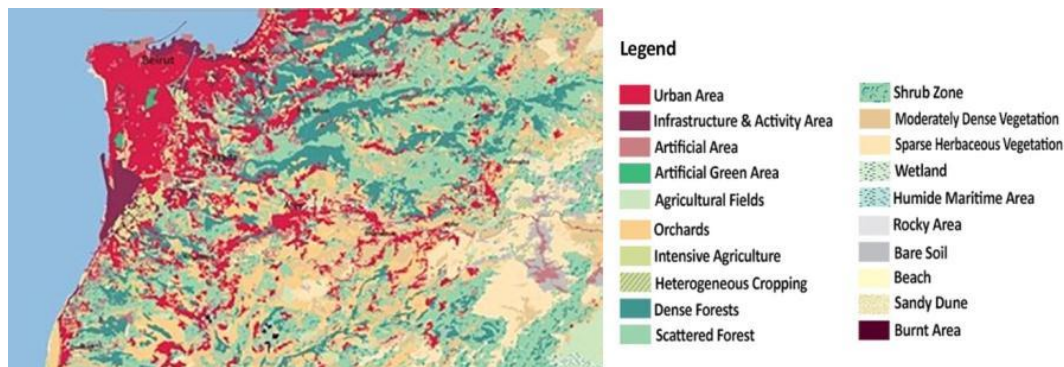 Beirut
Legend
Urban Area
Infrastructure & Activity Area
Artificial Area
Artificial Green Area
Agricultural Fields
Orchards
Intensive Agriculture
Heterogeneous Cropping
Dense Forests
Scattered Forest
Shrub Zone
Moderately Dense Vegetation
Sparse Herbaceous Vegetation
Wetland
Humide Maritime Area
Rocky Area
Bare Soil
Beach
Sandy Dune
Burnt Area